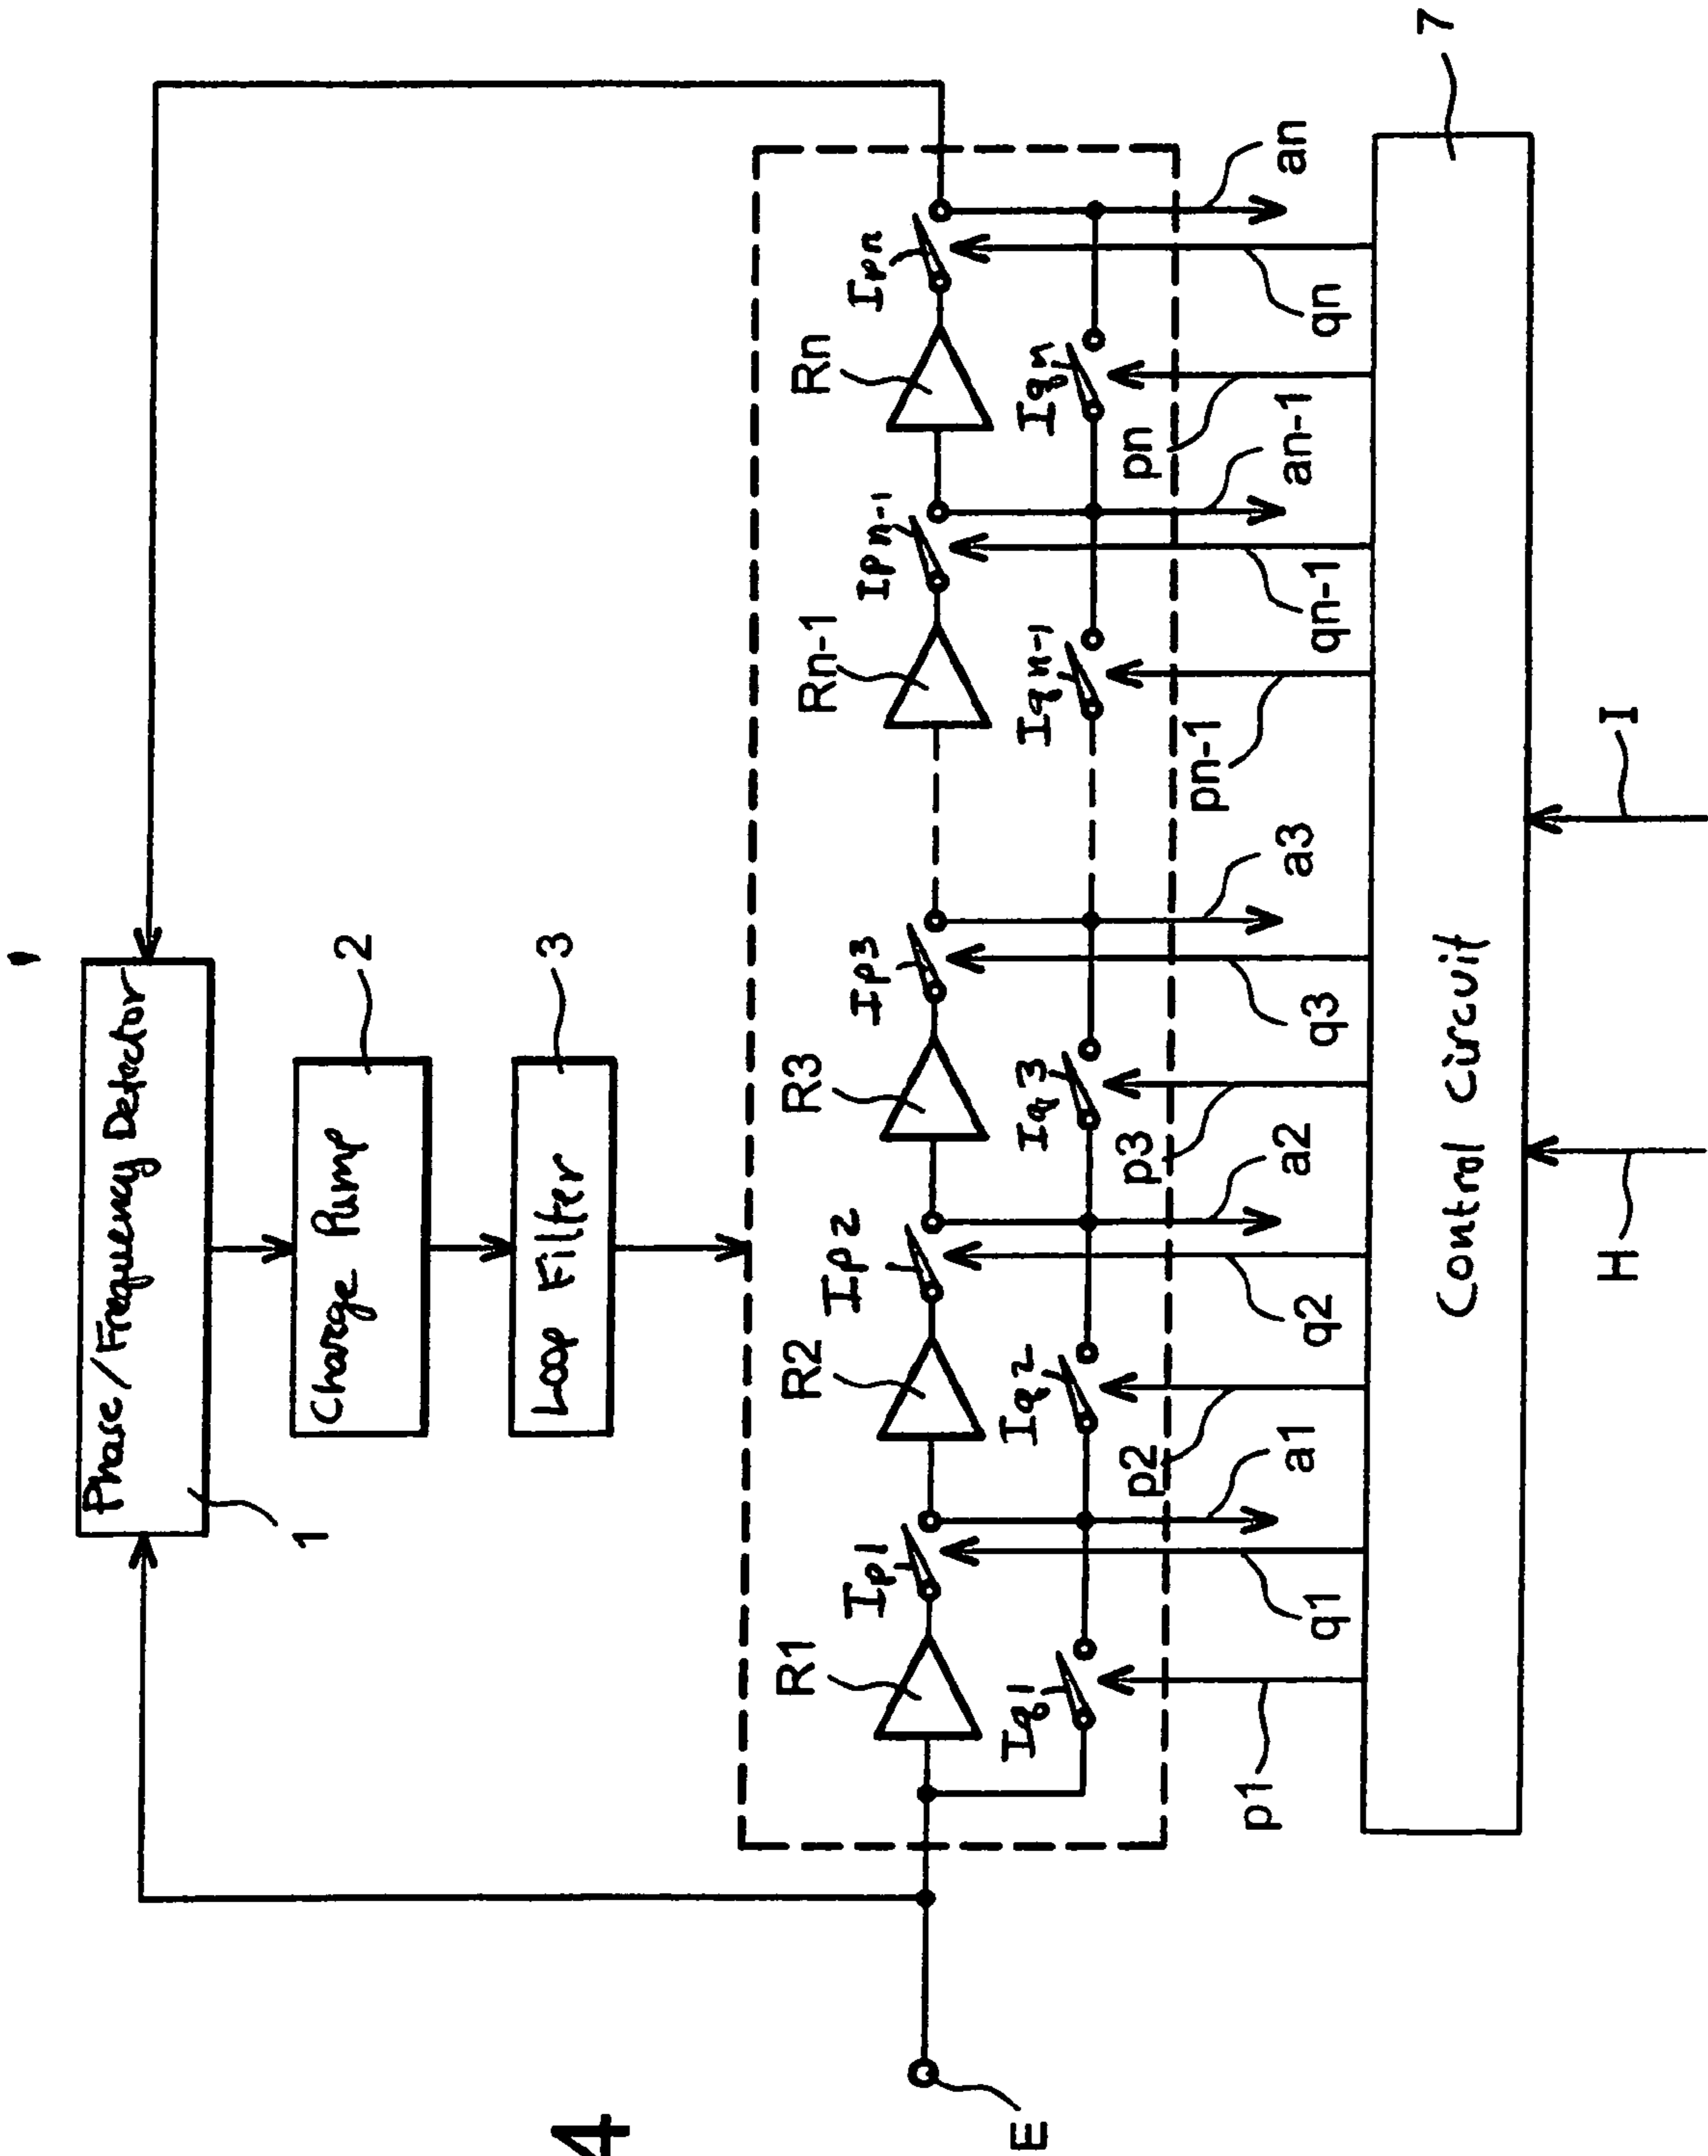 Phase/Frequency Detector
1
Charge Pump
2
Loop Filter
3
R1
R2
R3
Rn-1
Rn
Ip1
Ip2
Ip3
Ipn-1
Ipn
Iq1
Iq2
Iq3
Iqn-1
Iqn
p1
q1
a1
p2
q2
a2
p3
q3
a3
pn-1
qn-1
an-1
pn
qn
an
Control Circuit
7
E
H
I
4